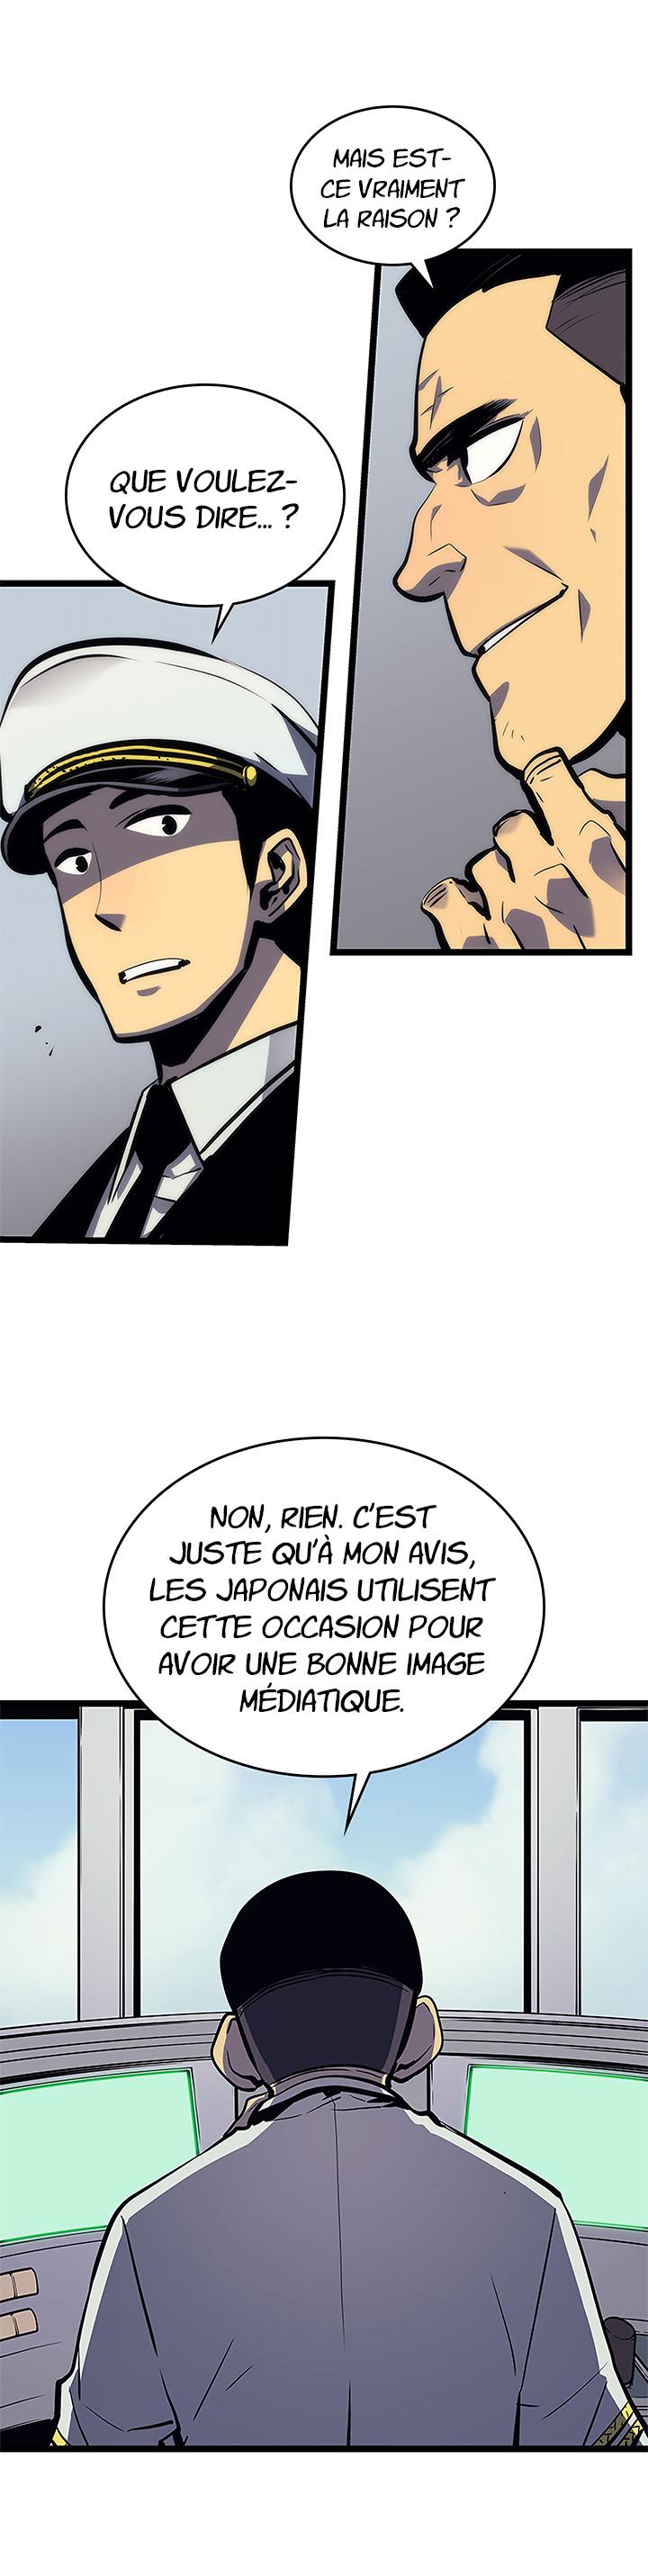 MAIS EST-
CE VRAIMENT
LA RAISON ?
QUE VOULEZ-
VOUS DIRE... ?
NON, RIEN. C'EST
JUSTE QU'À MON AVIS,
LES JAPONAIS UTILISENT
CETTE OCCASION POUR
AVOIR UNE BONNE IMAGE
MÉDIATIQUE.